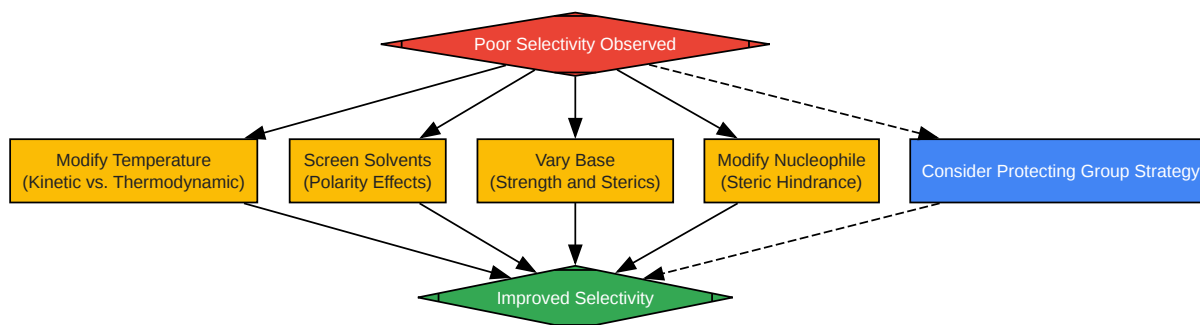 Poor Selectivity Observed
Modify Temperature
(Kinetic vs. Thermodynamic)
Screen Solvents
(Polarity Effects)
Vary Base
(Strength and Sterics)
Modify Nucleophile
(Steric Hindrance)
Consider Protecting Group Strategy
Improved Selectivity